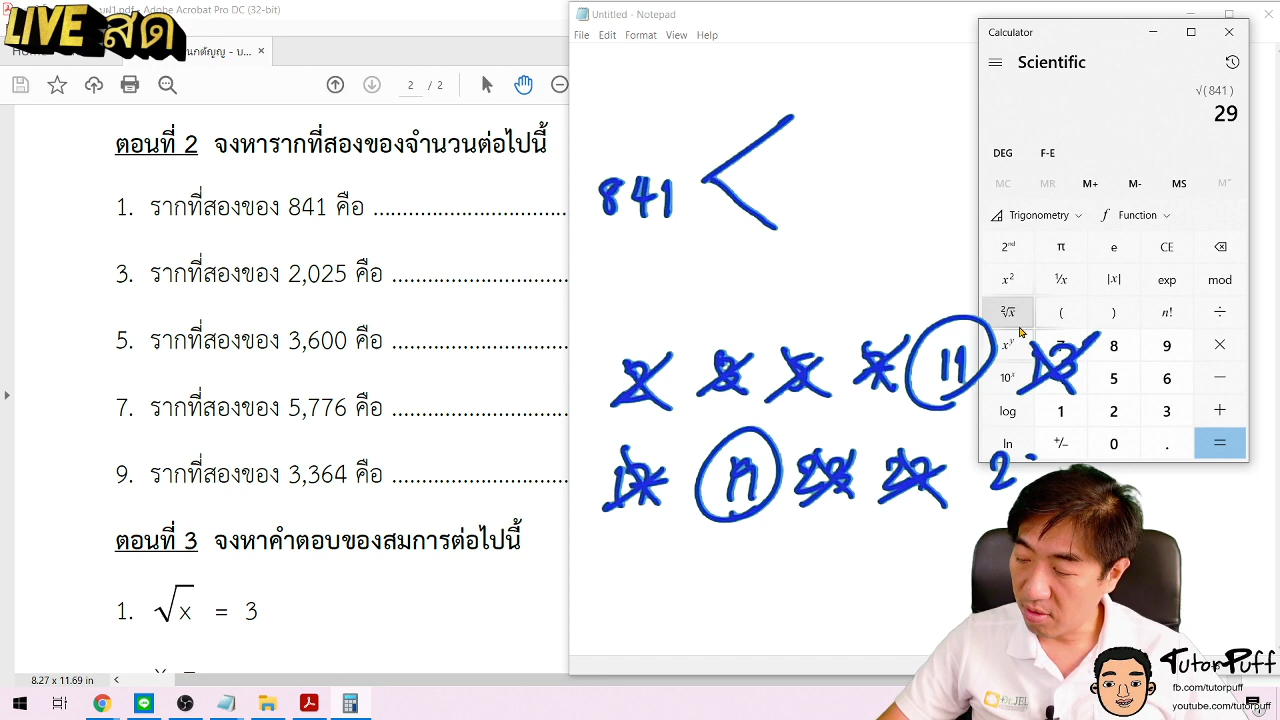 .pdf - Adobe Acrobat Pro DC (32-bit)
LIVE สด
2 / 2
ตอนที่ 2 จงหารากที่สองของจำนวนต่อไปนี้
1. รากที่สองของ 841 คือ ................................
3. รากที่สองของ 2,025 คือ ..............................
5. รากที่สองของ 3,600 คือ ..............................
7. รากที่สองของ 5,776 คือ ..............................
9. รากที่สองของ 3,364 คือ ..............................
ตอนที่ 3 จงหาคำตอบของสมการต่อไปนี้
1. √x = 3
8.27 x 11.69 in
Untitled - Notepad
File Edit Format View Help
841
2 3 5 7 11 13
17 19 23
Calculator
Scientific
√(841)
29
DEG F-E
MC MR M+ M- MS M˅
Trigonometry Function
2nd π e CE
x² 1/x |x| exp mod
²√x ( ) n! ÷
xʸ 7 8 9 ×
10ˣ 5 6 −
log 1 2 3 +
ln +/− 0 . =
Dr.JEL
TUTORPUFF
fb.com/tutorpuff
youtube.com/tutorpuff